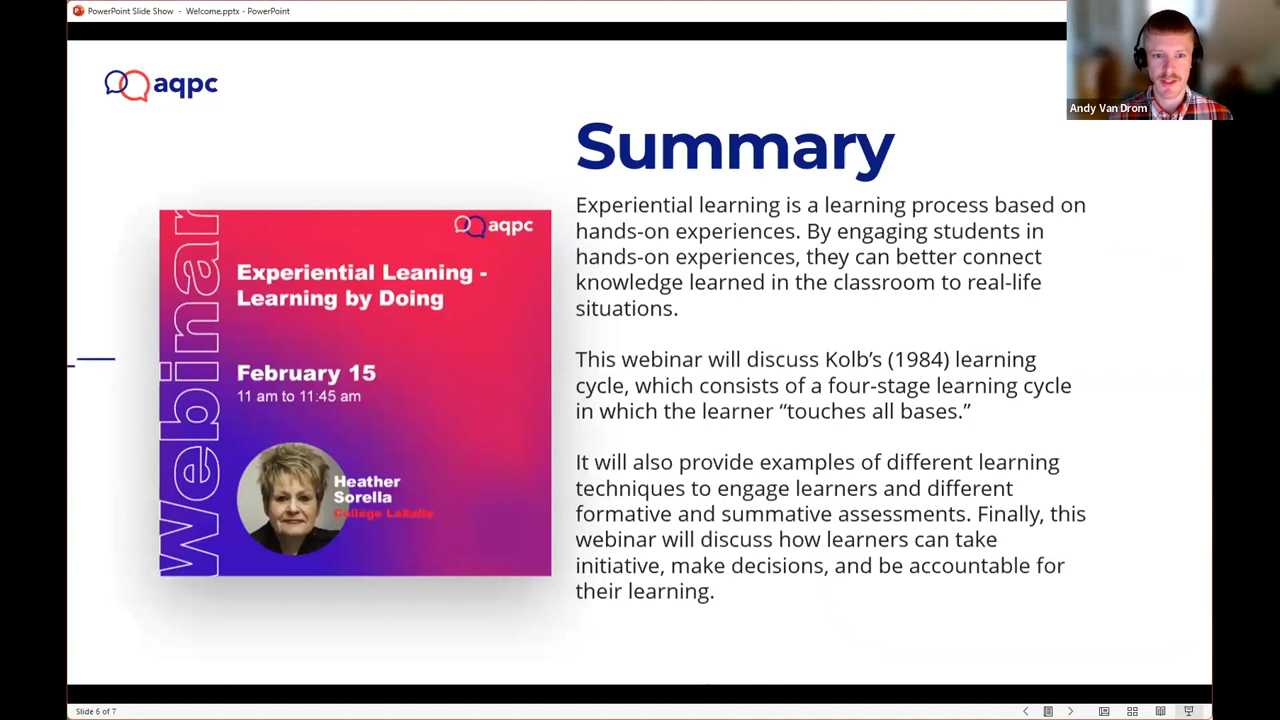 PowerPoint Slide Show - Welcome.pptx - PowerPoint
Andy Van Drom
aqpc
Summary
Experiential learning is a learning process based on
hands-on experiences. By engaging students in
hands-on experiences, they can better connect
knowledge learned in the classroom to real-life
situations.
This webinar will discuss Kolb’s (1984) learning
cycle, which consists of a four-stage learning cycle
in which the learner “touches all bases.”
It will also provide examples of different learning
techniques to engage learners and different
formative and summative assessments. Finally, this
webinar will discuss how learners can take
initiative, make decisions, and be accountable for
their learning.
Webinar
aqpc
Experiential Leaning -
Learning by Doing
February 15
11 am to 11:45 am
Heather
Sorella
Collège LaSalle
Slide 6 of 7